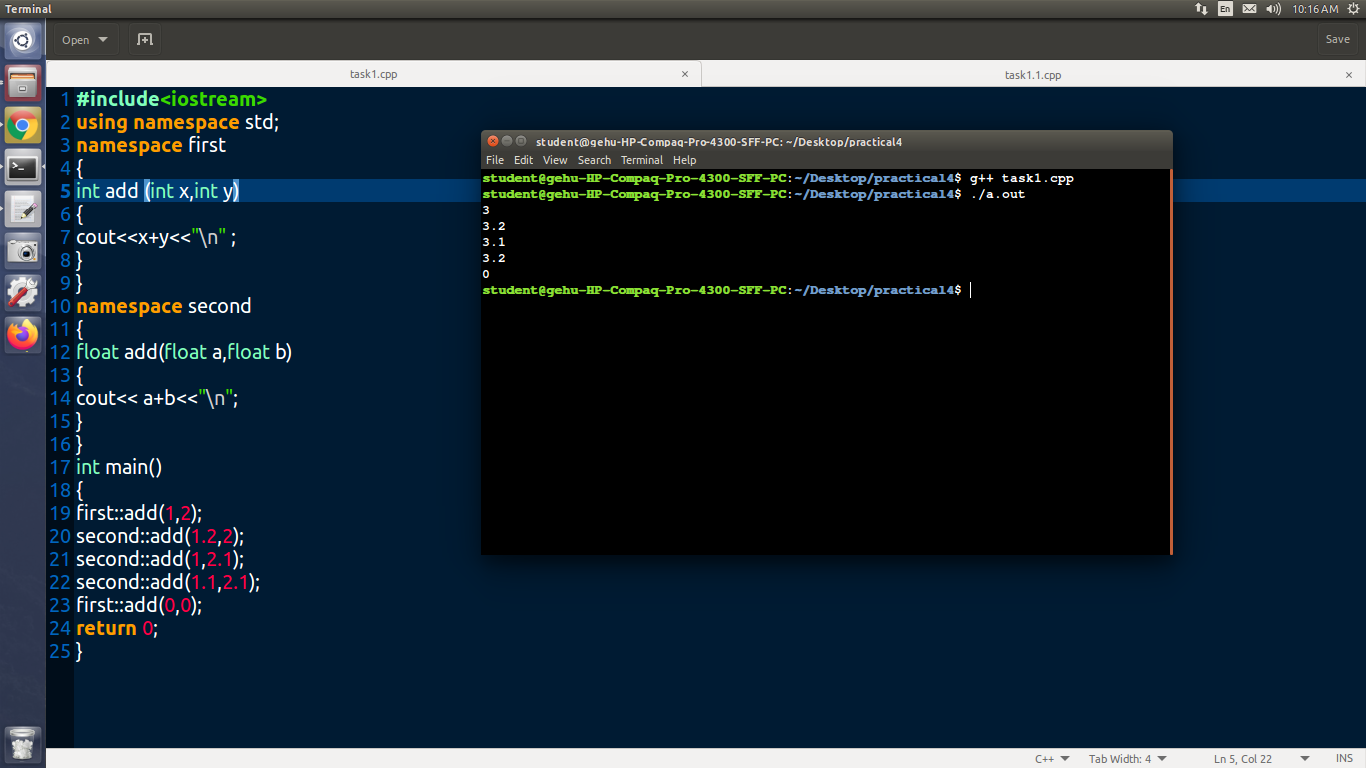 Terminal
En
10:16 AM
Open
Save
task1.cpp ×
task1.1.cpp ×
1 #include<iostream>
2 using namespace std;
3 namespace first
4 {
5 int add (int x,int y)
6 {
7 cout<<x+y<<"\n" ;
8 }
9 }
10 namespace second
11 {
12 float add(float a,float b)
13 {
14 cout<< a+b<<"\n";
15 }
16 }
17 int main()
18 {
19 first::add(1,2);
20 second::add(1.2,2);
21 second::add(1,2.1);
22 second::add(1.1,2.1);
23 first::add(0,0);
24 return 0;
25 }
student@gehu-HP-Compaq-Pro-4300-SFF-PC: ~/Desktop/practical4
File Edit View Search Terminal Help
student@gehu-HP-Compaq-Pro-4300-SFF-PC:~/Desktop/practical4$ g++ task1.cpp
student@gehu-HP-Compaq-Pro-4300-SFF-PC:~/Desktop/practical4$ ./a.out
3
3.2
3.1
3.2
0
student@gehu-HP-Compaq-Pro-4300-SFF-PC:~/Desktop/practical4$
C++ Tab Width: 4 Ln 5, Col 22 INS